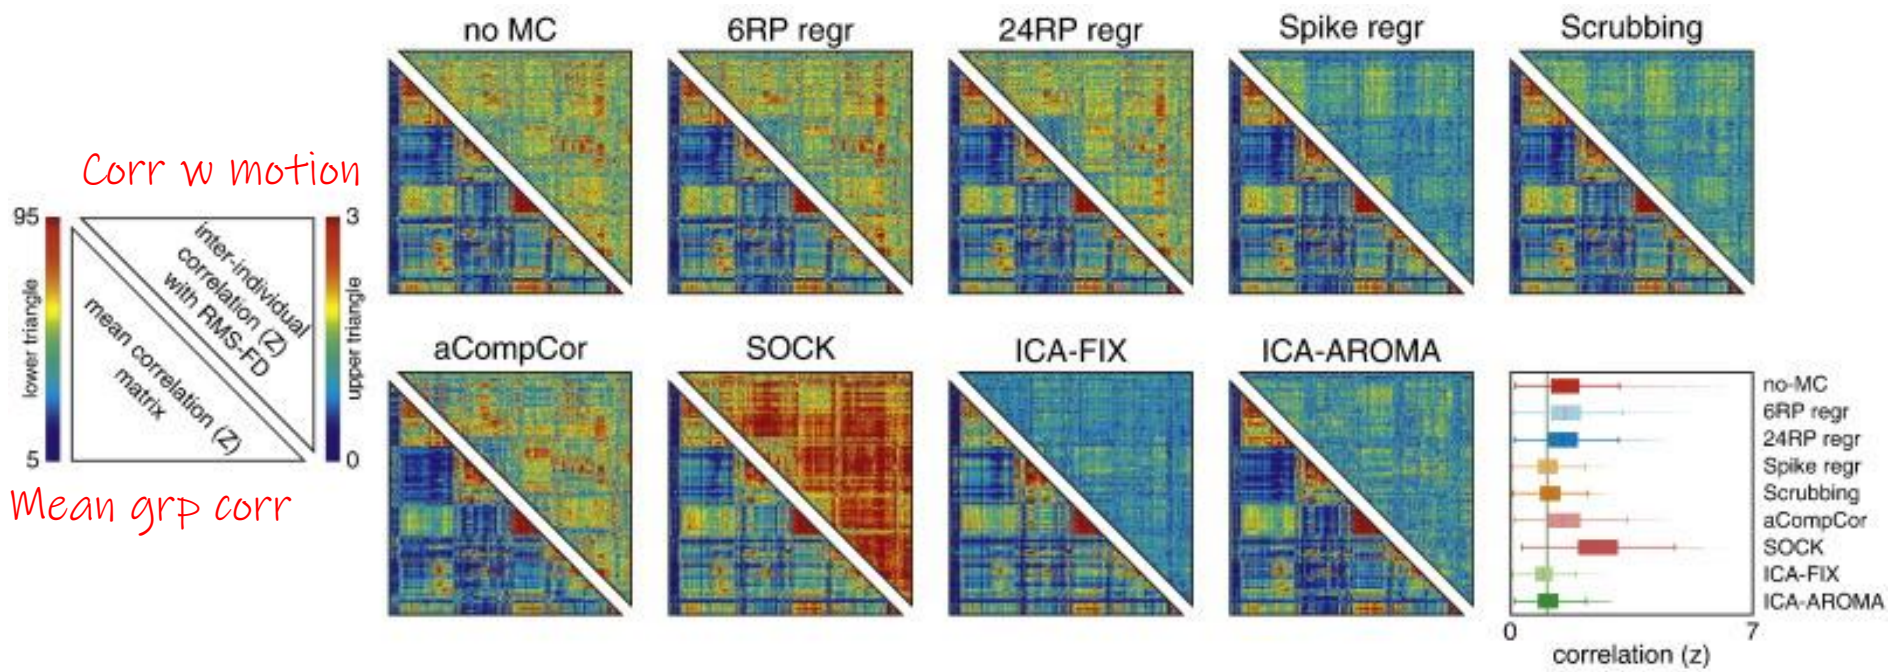 no MC
6RP regr
24RP regr
Spike regr
Scrubbing
Corr w motion
95
3
inter-individual
correlation (Z)
with RMS-FD
lower triangle
upper triangle
mean correlation (Z)
matrix
5
0
Mean grp corr
aCompCor
SOCK
ICA-FIX
ICA-AROMA
no-MC
6RP regr
24RP regr
Spike regr
Scrubbing
aCompCor
SOCK
ICA-FIX
ICA-AROMA
0
7
correlation (z)